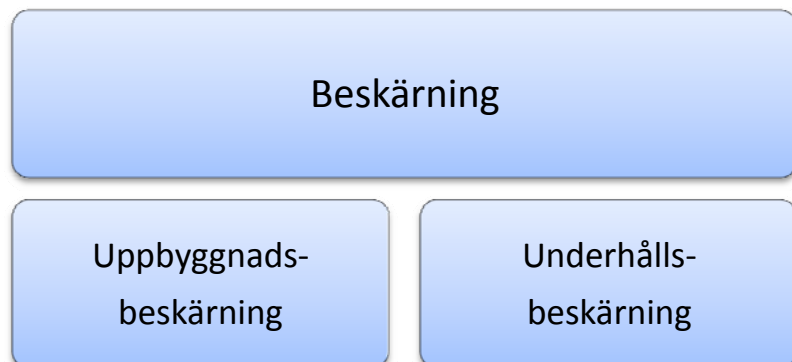 Beskärning
Uppbyggnads-
beskärning
Underhålls-
beskärning